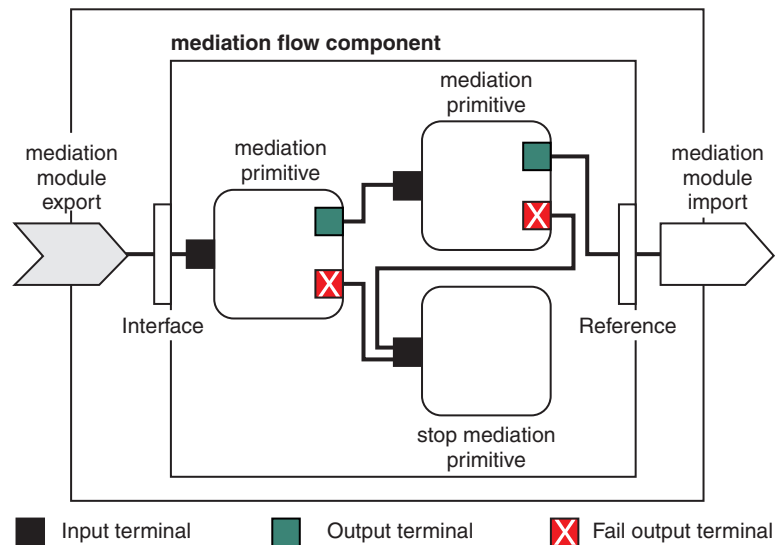 mediation flow component
mediation
primitive
mediation
module
export
mediation
primitive
mediation
module
import
Interface
Reference
stop mediation
primitive
Input terminal
Output terminal
X Fail output terminal